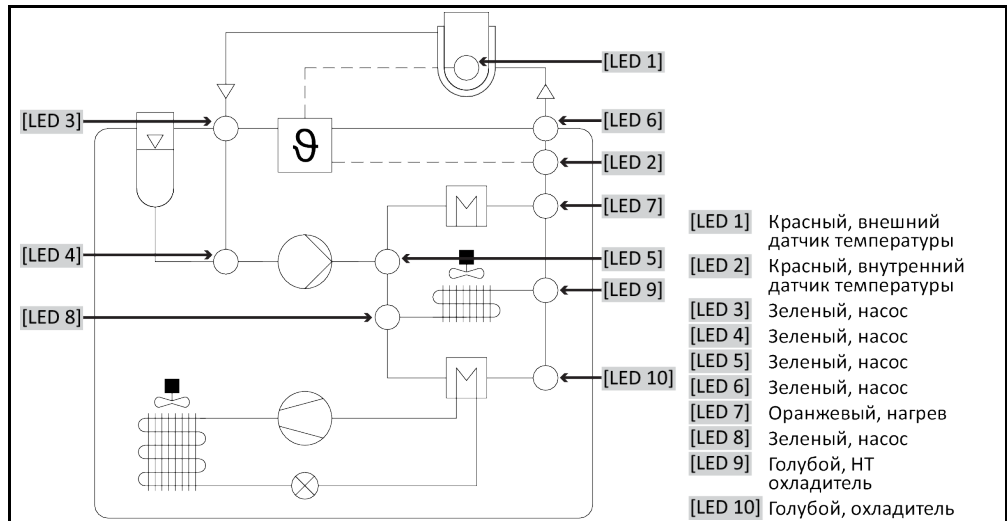 [LED 1]
[LED 3]
[LED 6]
ϑ
[LED 2]
[LED 7]
[LED 4]
[LED 5]
[LED 9]
[LED 8]
[LED 10]
[LED 1] Красный, внешний
датчик температуры
[LED 2] Красный, внутренний
датчик температуры
[LED 3] Зеленый, насос
[LED 4] Зеленый, насос
[LED 5] Зеленый, насос
[LED 6] Зеленый, насос
[LED 7] Оранжевый, нагрев
[LED 8] Зеленый, насос
[LED 9] Голубой, НТ
охладитель
[LED 10] Голубой, охладитель